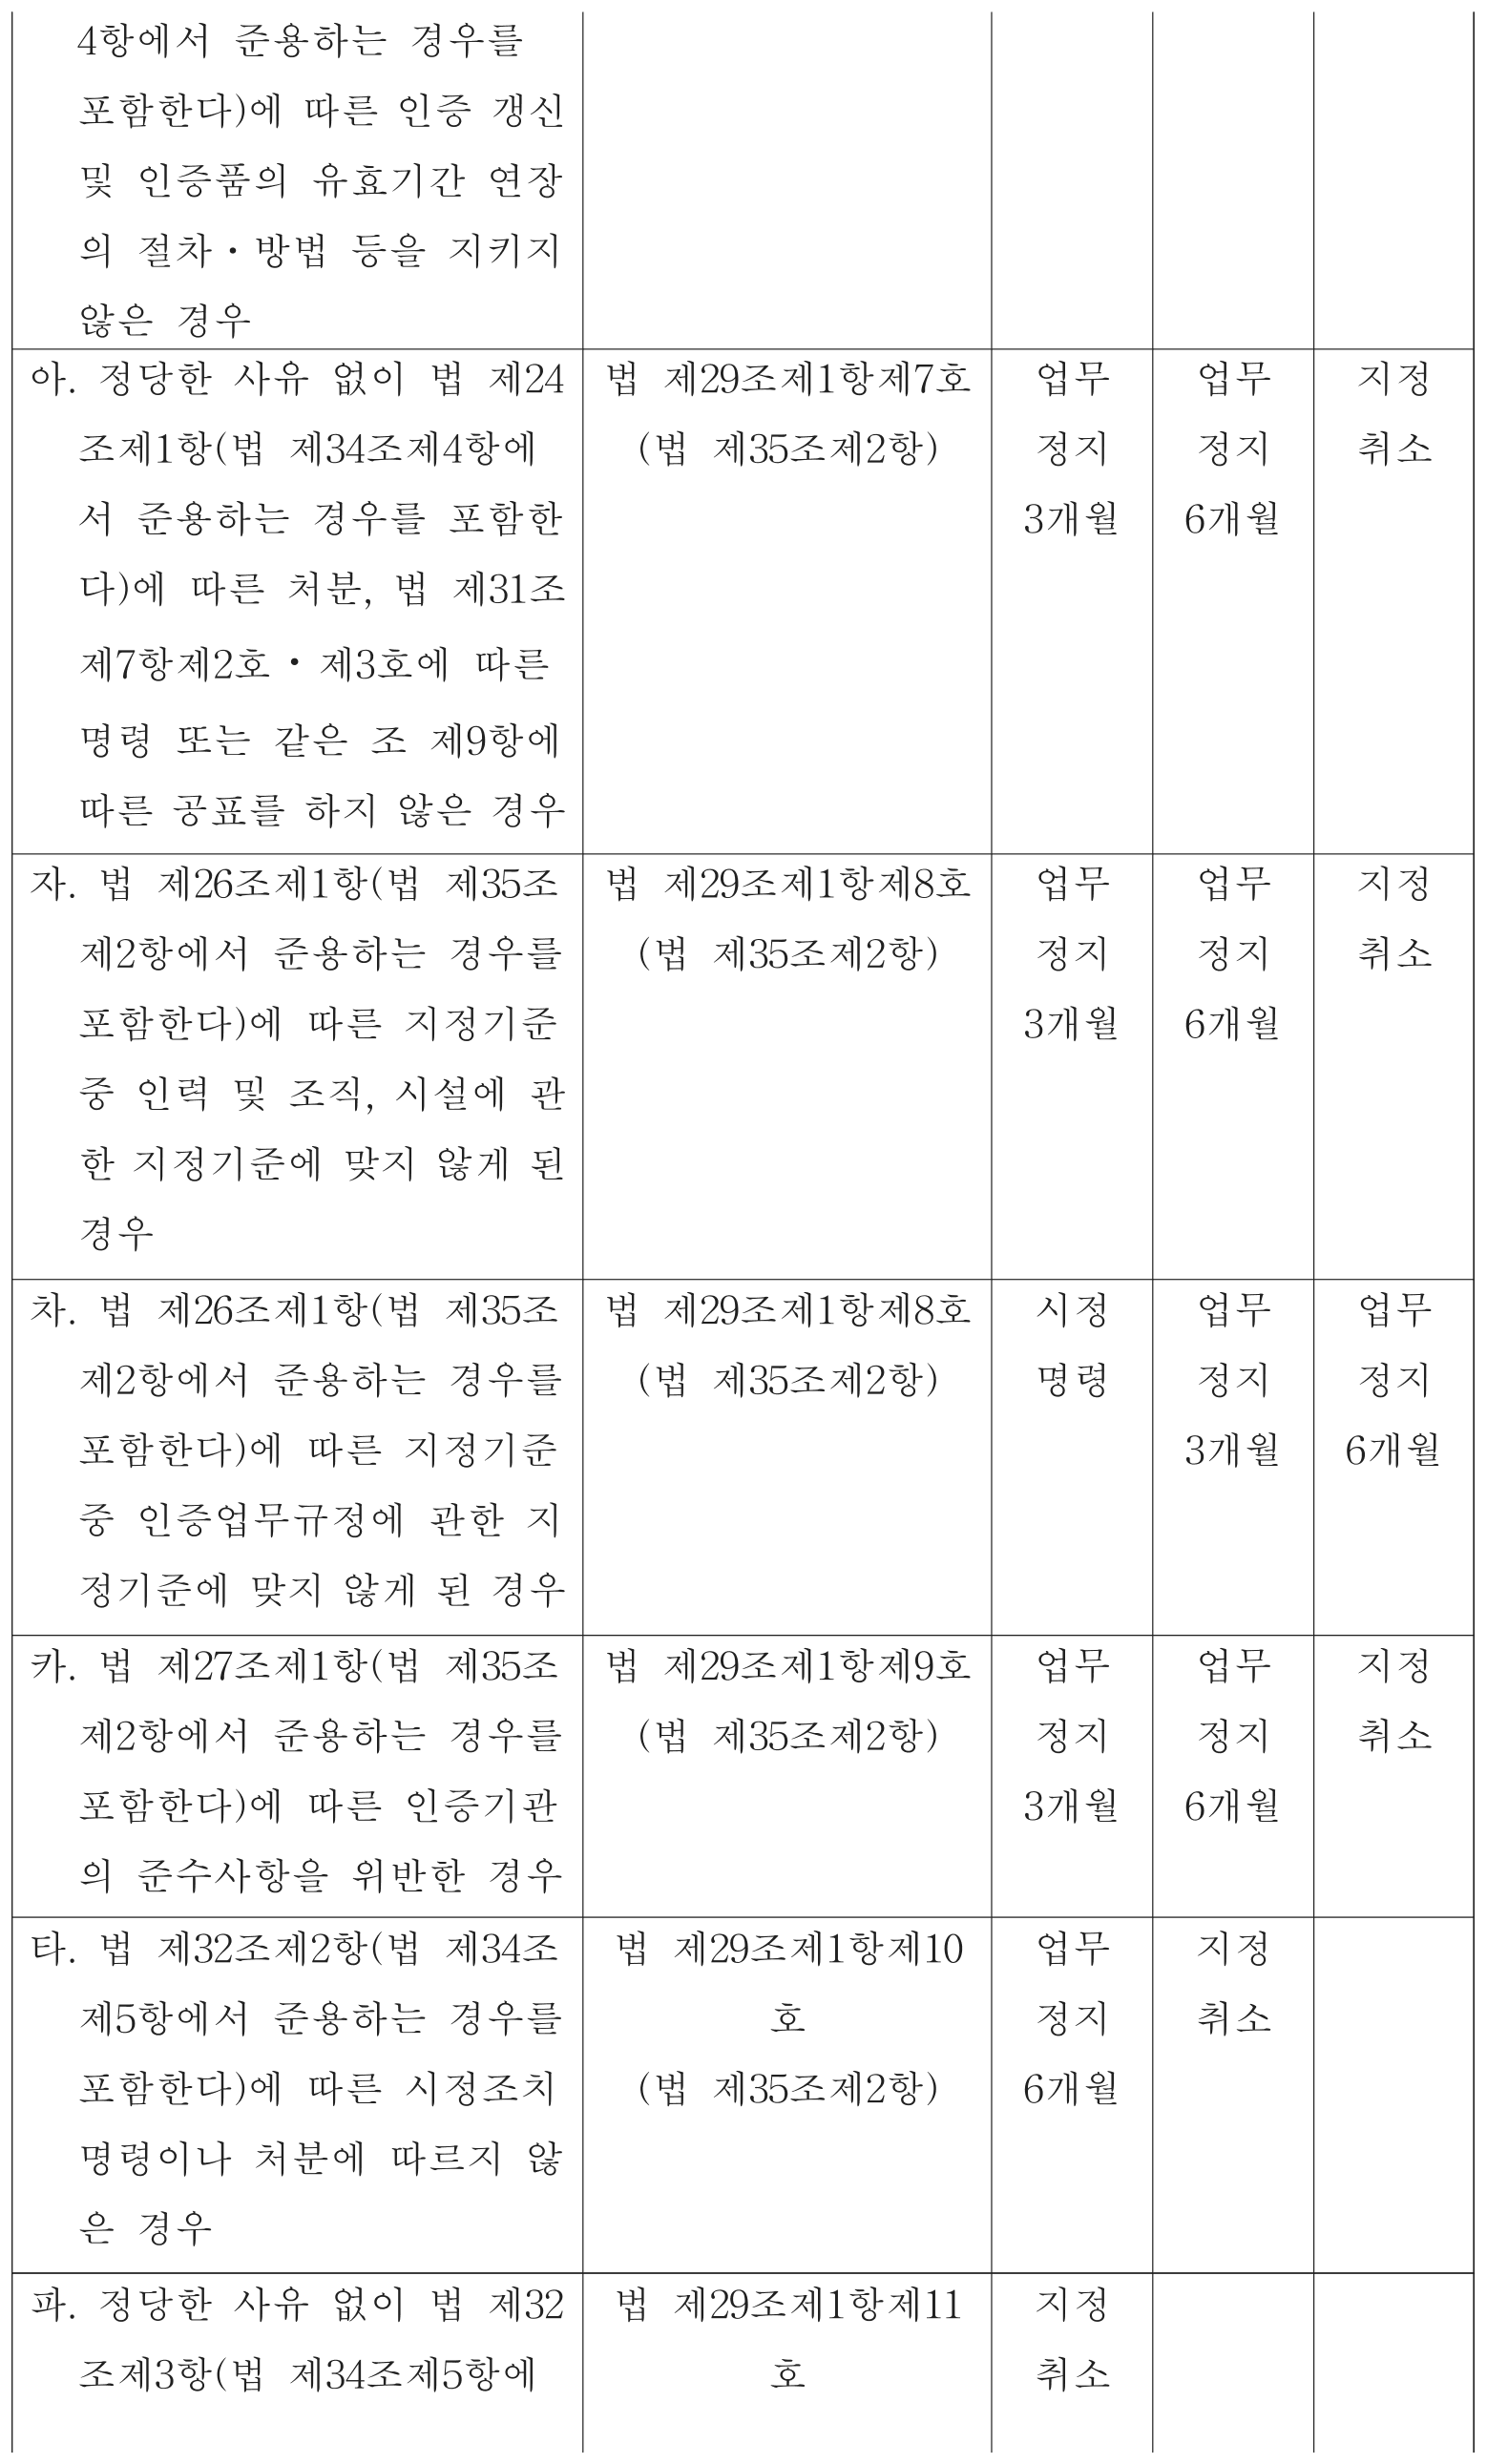 4항에서 준용하는 경우를
포함한다)에 따른 인증 갱신
및 인증품의 유효기간 연장
의 절차·방법 등을 지키지
않은 경우
아. 정당한 사유 없이 법 제24
조제1항(법 제34조제4항에
서 준용하는 경우를 포함한
다)에 따른 처분, 법 제31조
제7항제2호·제3호에 따른
명령 또는 같은 조 제9항에
따른 공표를 하지 않은 경우
법 제29조제1항제7호
(법 제35조제2항)
업무
정지
3개월
업무
정지
6개월
지정
취소
자. 법 제26조제1항(법 제35조
제2항에서 준용하는 경우를
포함한다)에 따른 지정기준
중 인력 및 조직, 시설에 관
한 지정기준에 맞지 않게 된
경우
법 제29조제1항제8호
(법 제35조제2항)
업무
정지
3개월
업무
정지
6개월
지정
취소
차. 법 제26조제1항(법 제35조
제2항에서 준용하는 경우를
포함한다)에 따른 지정기준
중 인증업무규정에 관한 지
정기준에 맞지 않게 된 경우
법 제29조제1항제8호
(법 제35조제2항)
시정
명령
업무
정지
3개월
업무
정지
6개월
카. 법 제27조제1항(법 제35조
제2항에서 준용하는 경우를
포함한다)에 따른 인증기관
의 준수사항을 위반한 경우
법 제29조제1항제9호
(법 제35조제2항)
업무
정지
3개월
업무
정지
6개월
지정
취소
타. 법 제32조제2항(법 제34조
제5항에서 준용하는 경우를
포함한다)에 따른 시정조치
명령이나 처분에 따르지 않
은 경우
법 제29조제1항제10
호
(법 제35조제2항)
업무
정지
6개월
지정
취소
파. 정당한 사유 없이 법 제32
조제3항(법 제34조제5항에
법 제29조제1항제11
호
지정
취소